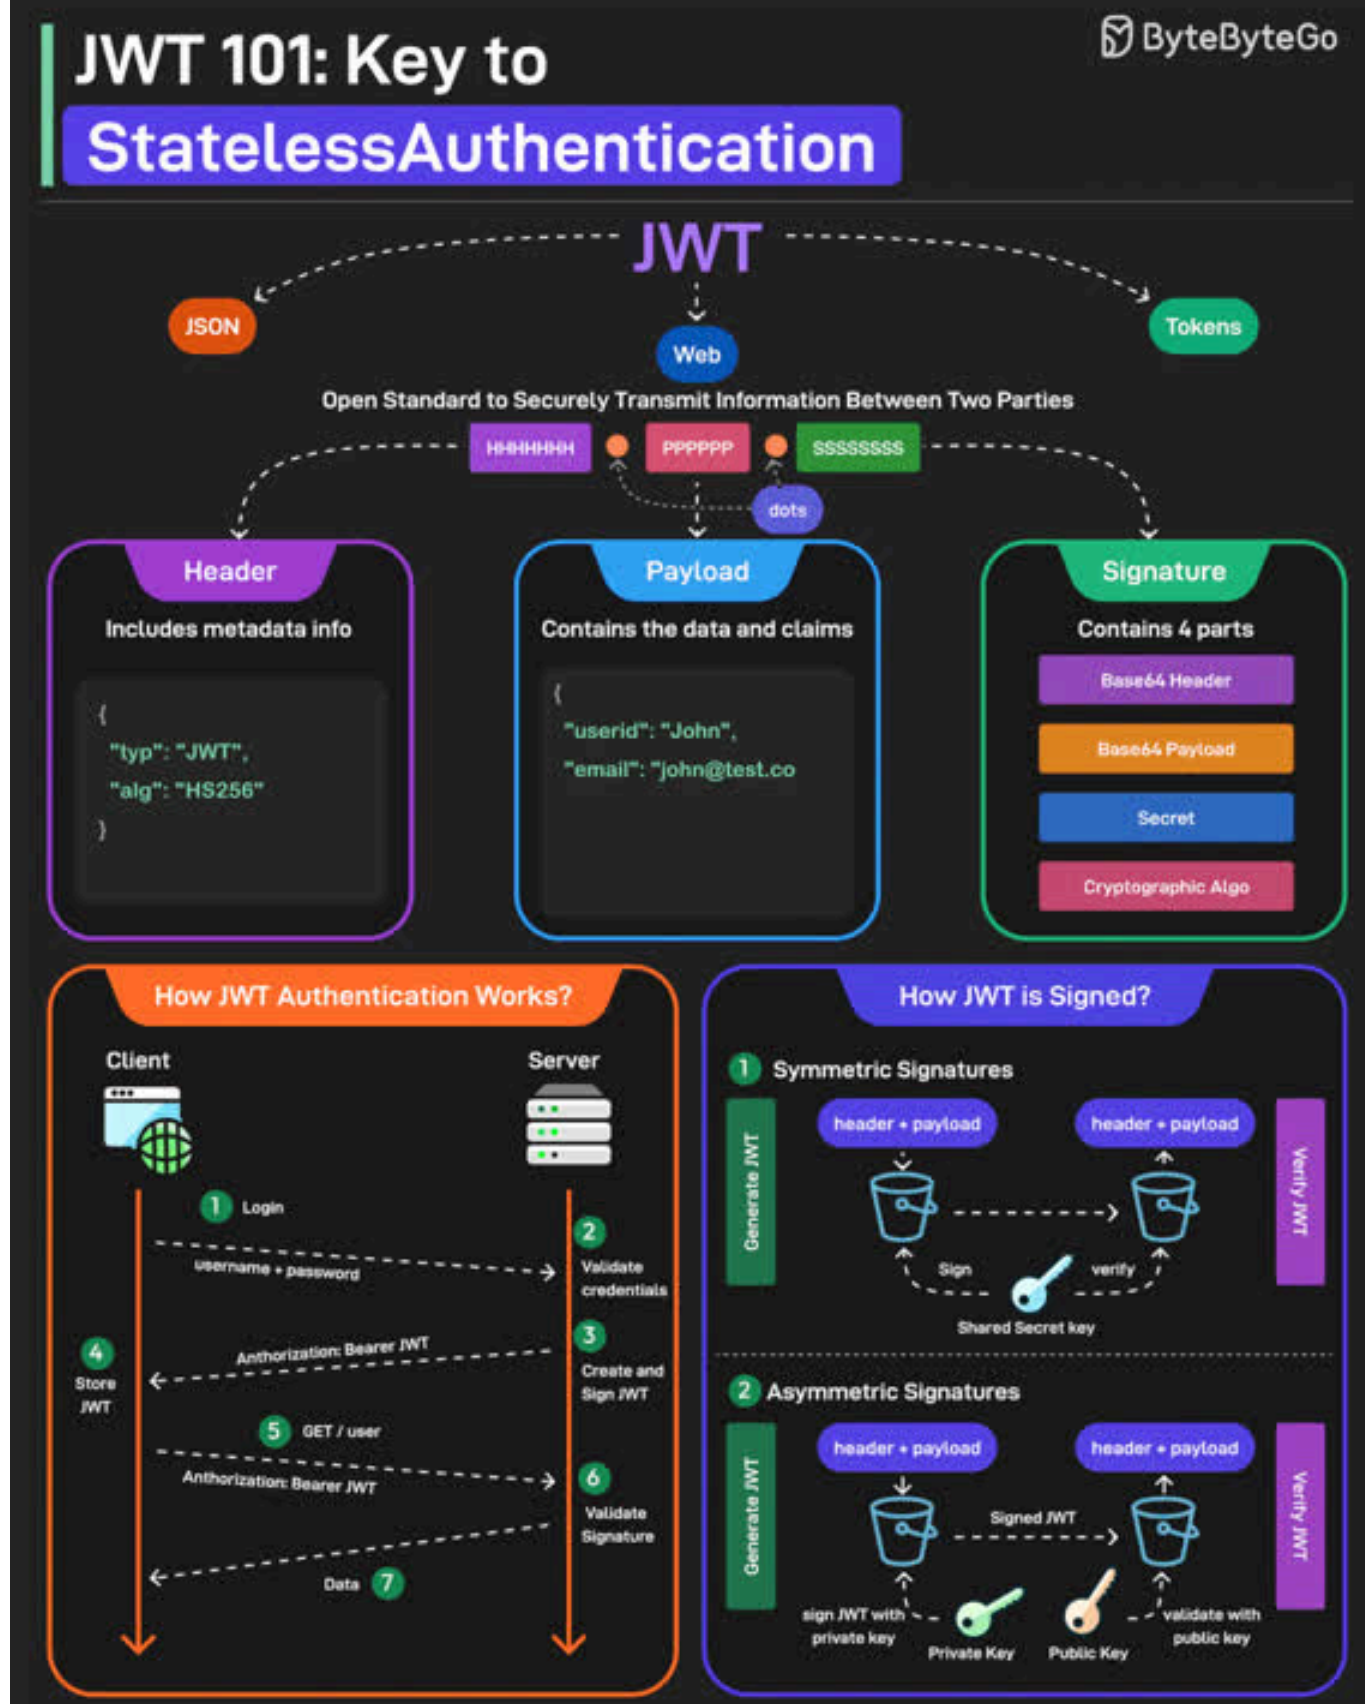 JWT 101: Key to
StatelessAuthentication
ByteByteGo
JWT
JSON
Web
Tokens
Open Standard to Securely Transmit Information Between Two Parties
HHHHHHH
PPPPPP
SSSSSSSS
dots
Header
Includes metadata info
{
"typ": "JWT",
"alg": "HS256"
}
Payload
Contains the data and claims
{
"userid": "John",
"email": "john@test.co
Signature
Contains 4 parts
Base64 Header
Base64 Payload
Secret
Cryptographic Algo
How JWT Authentication Works?
Client
Server
1 Login
username + password
2
Validate
credentials
3
Create and
Sign JWT
Anthorization: Bearer JWT
4
Store
JWT
5 GET / user
Anthorization: Bearer JWT
6
Validate
Signature
Data 7
How JWT is Signed?
1 Symmetric Signatures
Generate JWT
header + payload
header + payload
Verify JWT
Sign
verify
Shared Secret key
2 Asymmetric Signatures
Generate JWT
header + payload
header + payload
Verify JWT
Signed JWT
sign JWT with
private key
Private Key
Public Key
validate with
public key